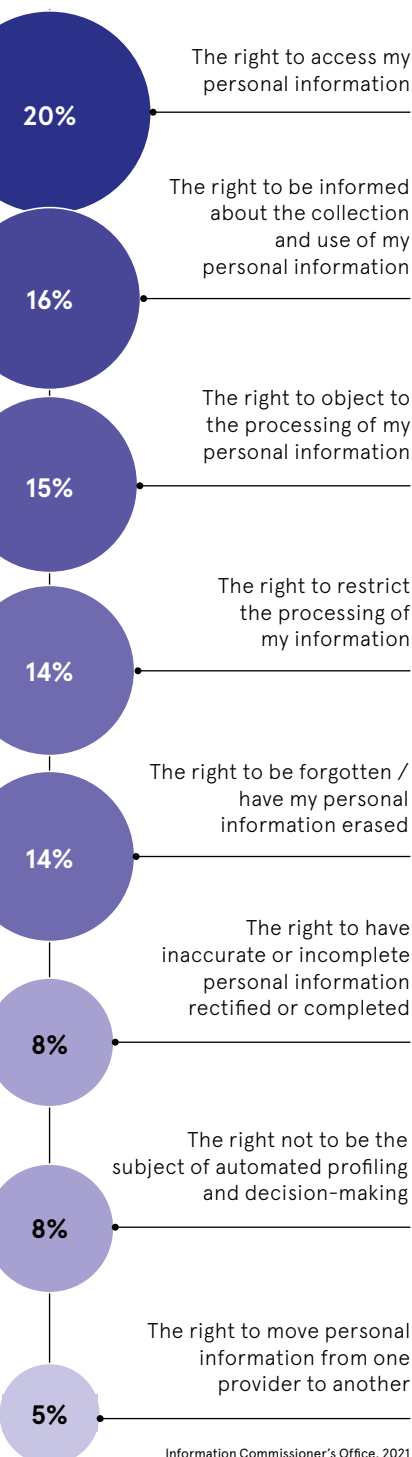 The right to access my
personal information
20%
The right to be informed
about the collection
and use of my
personal information
16%
The right to object to
the processing of my
personal information
15%
The right to restrict
the processing of
my information
14%
The right to be forgotten /
have my personal
information erased
14%
The right to have
inaccurate or incomplete
personal information
rectified or completed
8%
The right not to be the
subject of automated profiling
and decision-making
8%
The right to move personal
information from one
provider to another
5%
Information Commissioner's Office, 2021